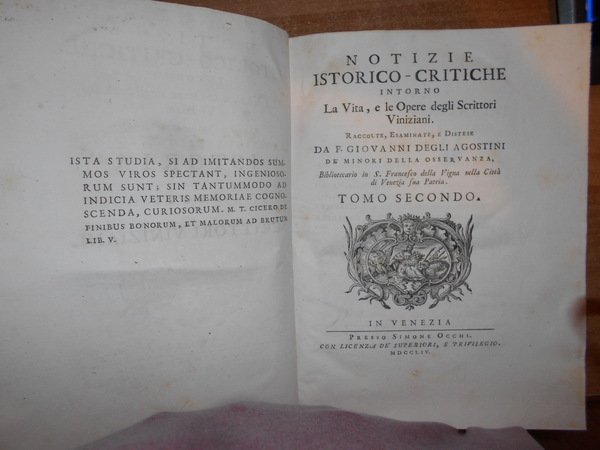 ISTA STUDIA, SI AD IMITANDOS SUM-
MOS VIROS SPECTANT, INGENIOSO-
RUM SUNT; SIN TANTUMMODO AD
INDICIA VETERIS MEMORIAE COGNO-
SCENDA, CURIOSORUM. M. T. CICERO DE
FINIBUS BONORUM, ET MALORUM AD BRUTUM
LIB. V.
NOTIZIE
ISTORICO-CRITICHE
INTORNO
La Vita, e le Opere degli Scrittori
Viniziani.
RACCOLTE, ESAMINATE, E DISTESE
DA F. GIOVANNI DEGLI AGOSTINI
DE' MINORI DELLA OSSERVANZA,
Bibliotecario in S. Francesco della Vigna nella Città
di Venezia sua Patria.
TOMO SECONDO.
IN VENEZIA
PRESSO SIMONE OCCHI.
CON LICENZA DE' SUPERIORI, E PRIVILEGIO.
MDCCLIV.